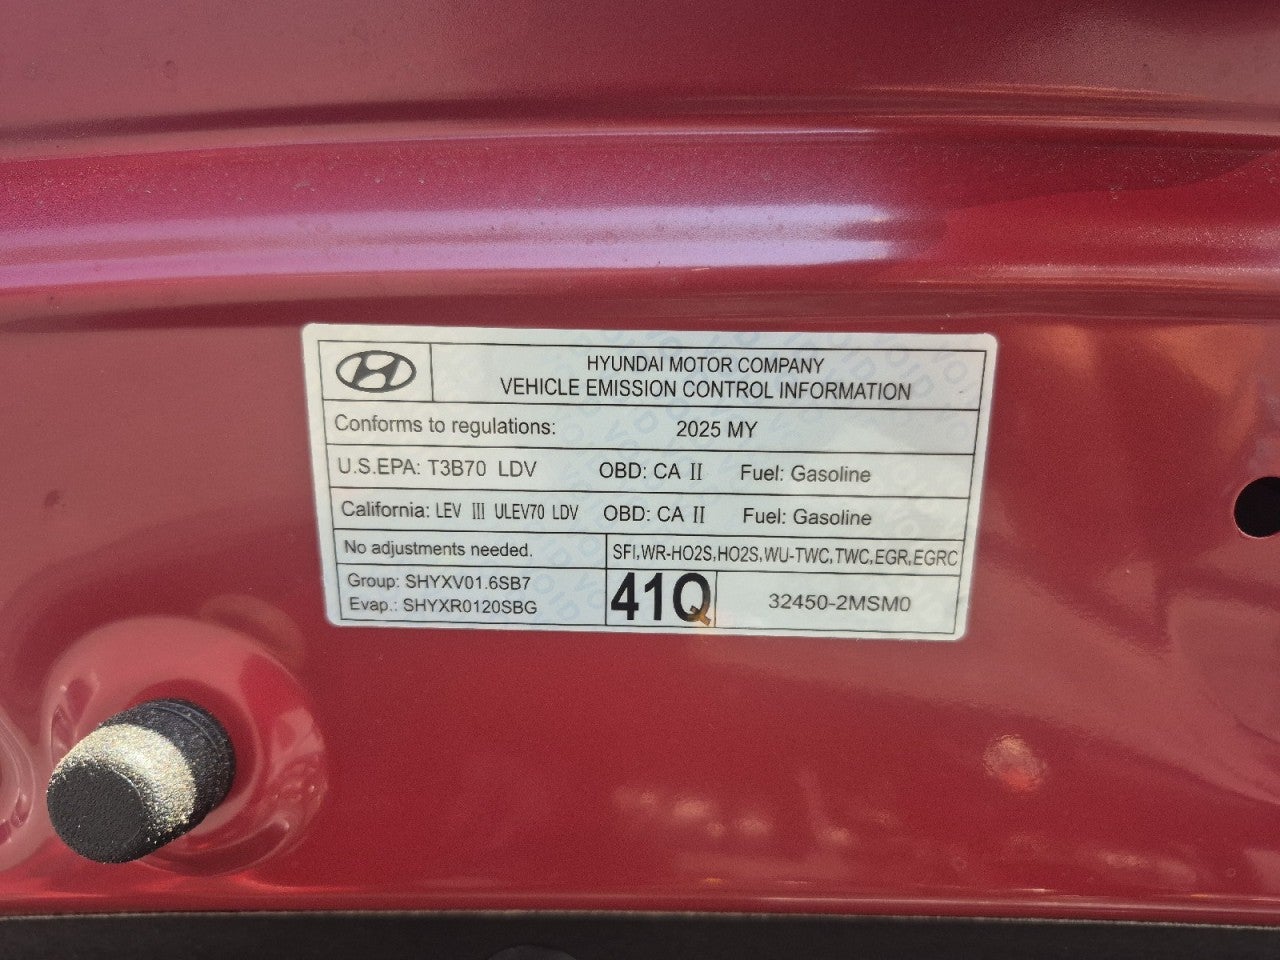 HYUNDAI MOTOR COMPANY
VEHICLE EMISSION CONTROL INFORMATION
Conforms to regulations: 2025 MY
U.S.EPA: T3B70 LDV OBD: CA II Fuel: Gasoline
California: LEV III ULEV70 LDV OBD: CA II Fuel: Gasoline
No adjustments needed. SFI,WR-HO2S,HO2S,WU-TWC,TWC,EGR,EGRC
Group: SHYXV01.6SB7
Evap.: SHYXR0120SBG
41Q 32450-2MSM0